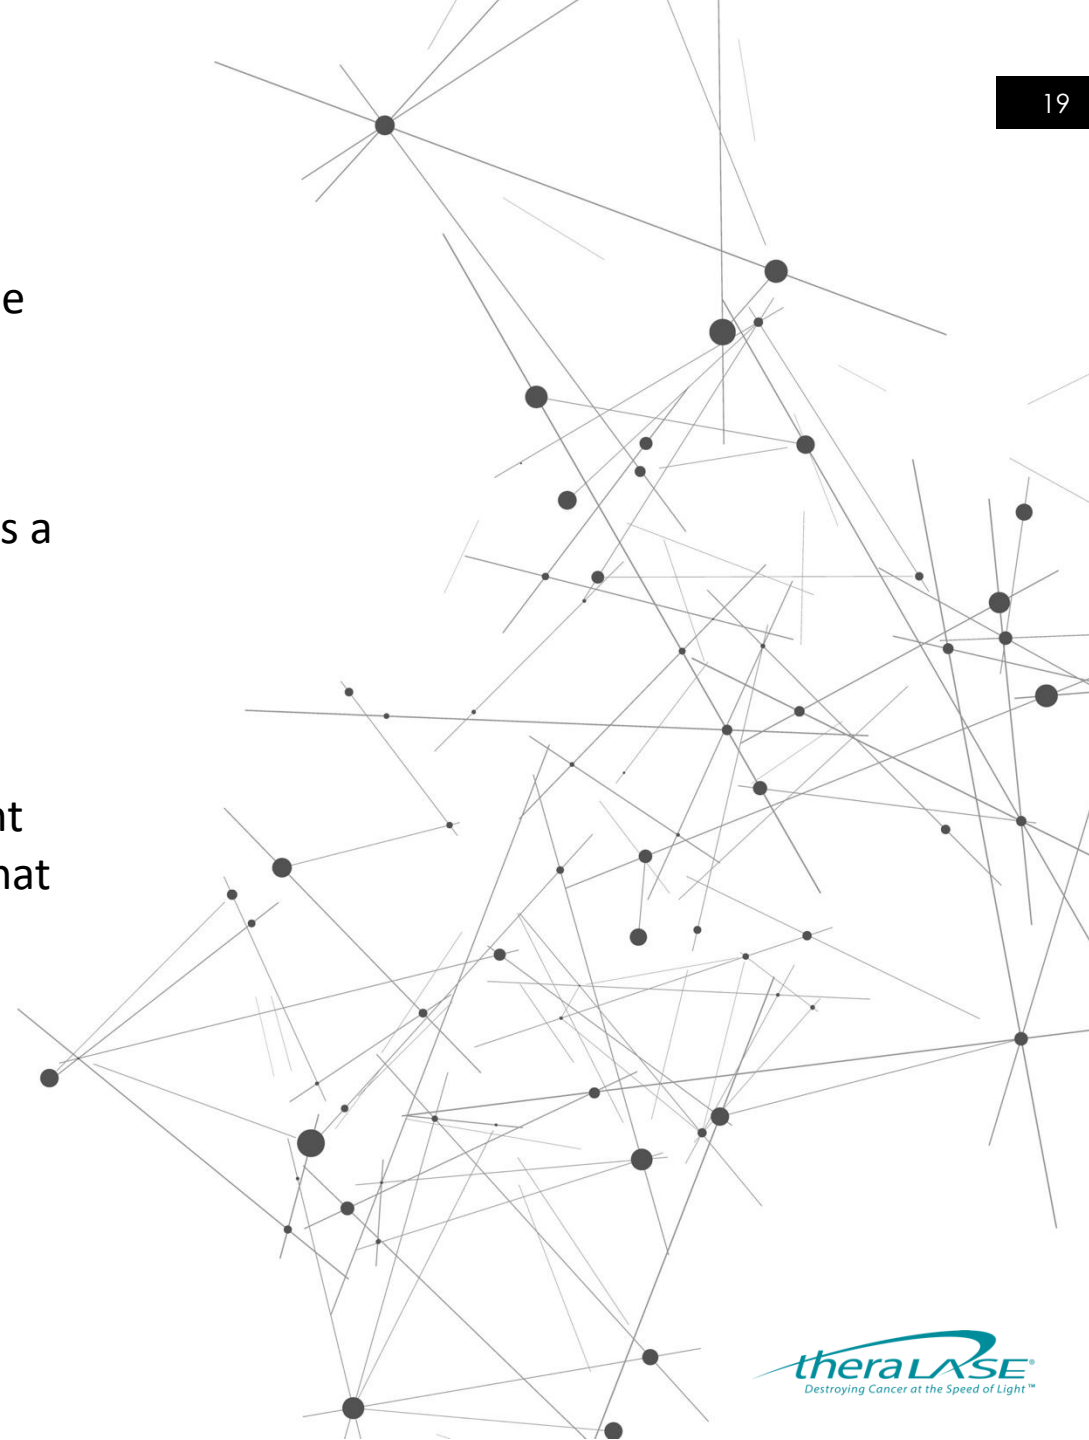 19
e
s a
nt
hat
theraLASE®
Destroying Cancer at the Speed of Light™